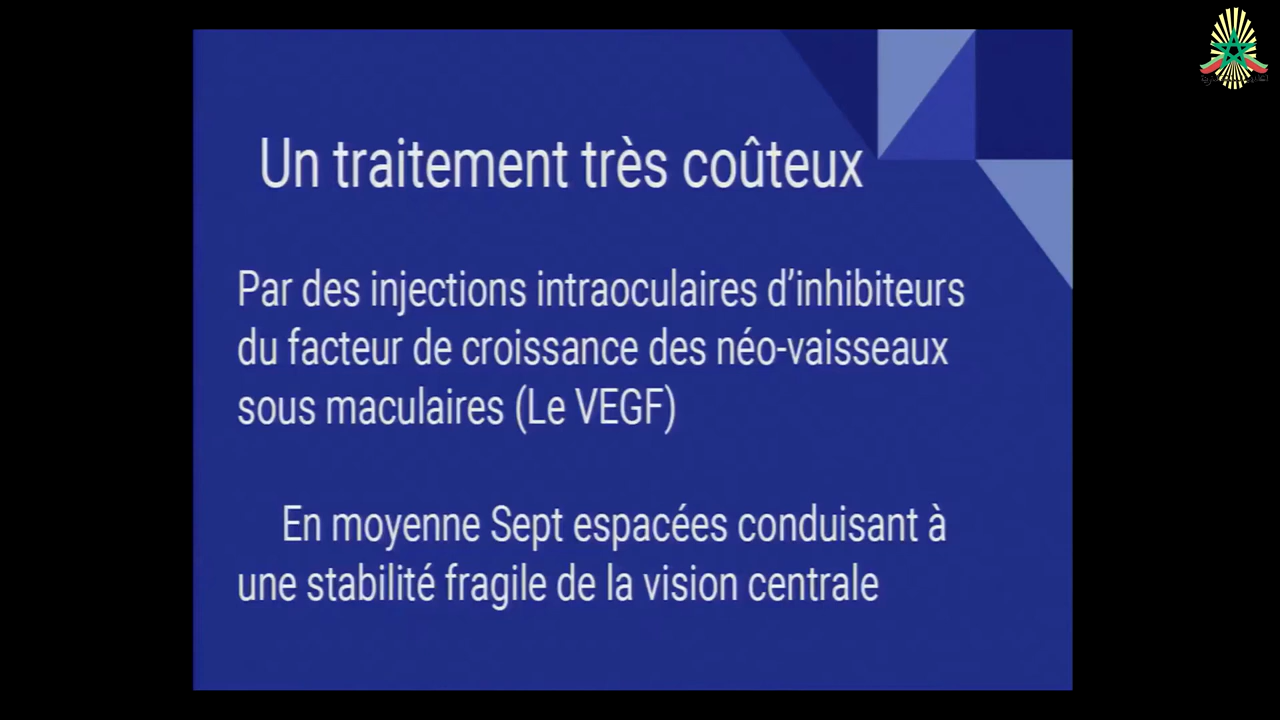 Un traitement très coûteux
Par des injections intraoculaires d’inhibiteurs
du facteur de croissance des néo-vaisseaux
sous maculaires (Le VEGF)
En moyenne Sept espacées conduisant à
une stabilité fragile de la vision centrale